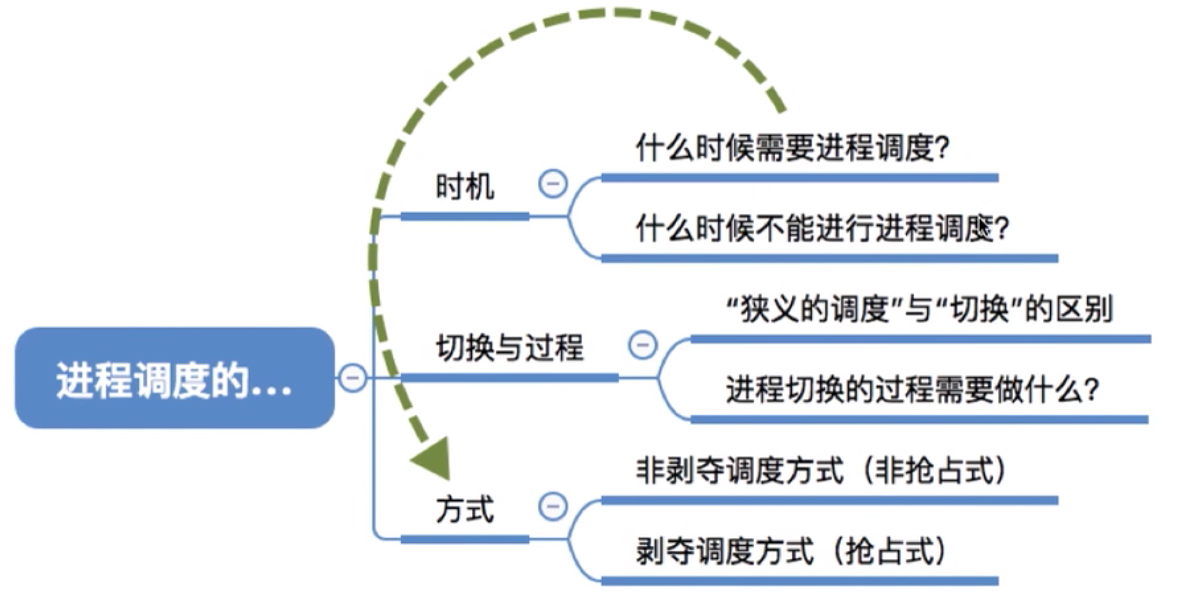 什么时候需要进程调度?
时机
什么时候不能进行进程调度?
“狭义的调度”与“切换”的区别
切换与过程
进程调度的...
进程切换的过程需要做什么?
非剥夺调度方式（非抢占式）
方式
剥夺调度方式（抢占式）